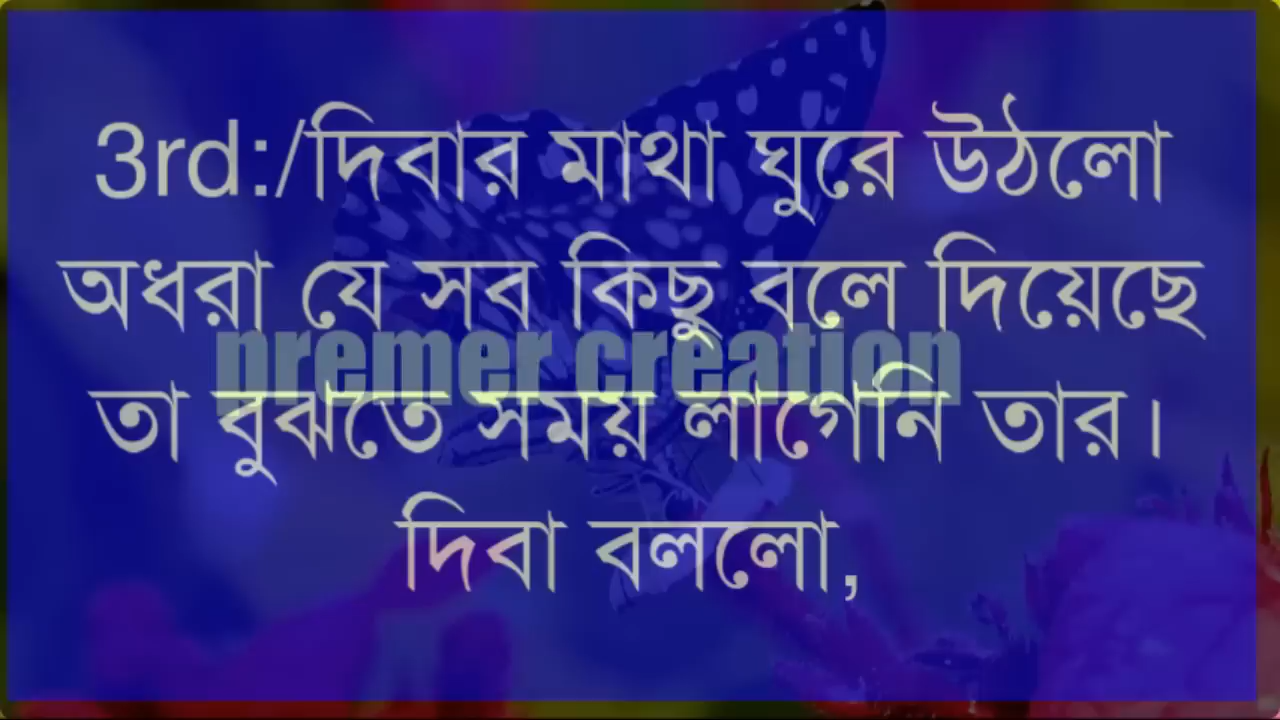 3rd:/দিবার মাথা ঘুরে উঠলো
অধরা যে সব কিছু বলে দিয়েছে
premer creation
তা বুঝতে সময় লাগেনি তার।
দিবা বললো,